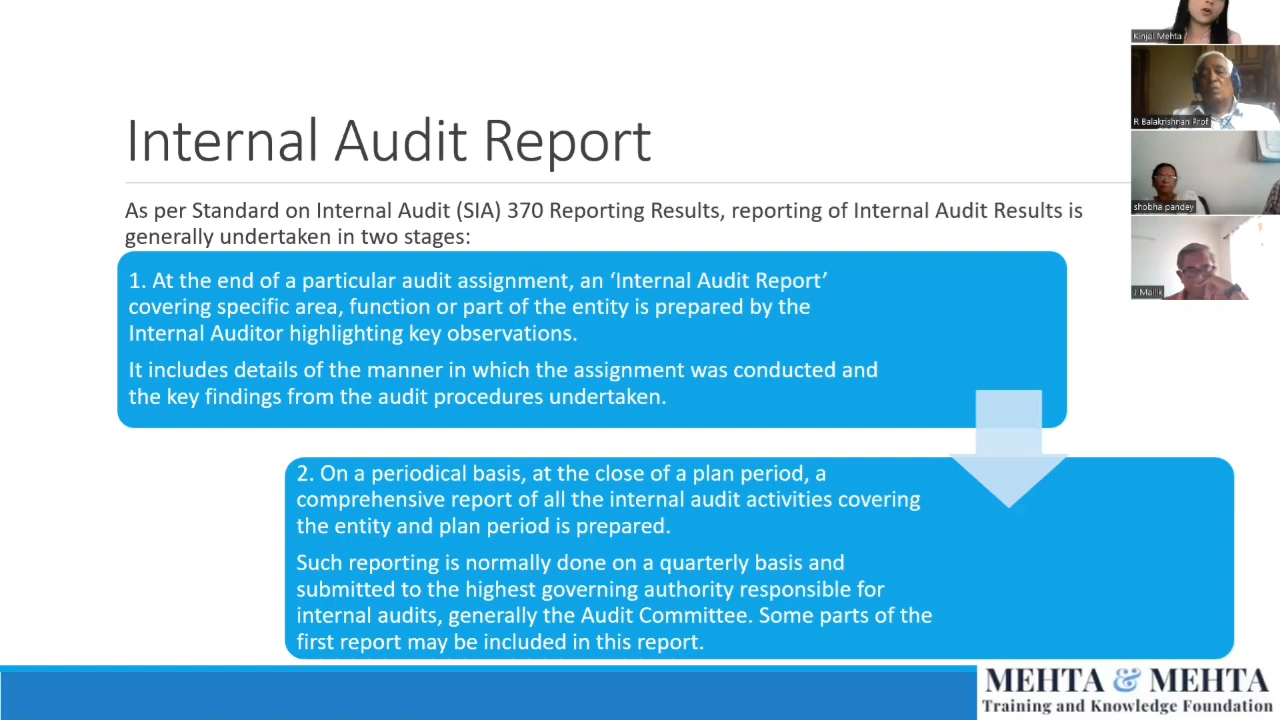 Internal Audit Report
As per Standard on Internal Audit (SIA) 370 Reporting Results, reporting of Internal Audit Results is
generally undertaken in two stages:
1. At the end of a particular audit assignment, an ‘Internal Audit Report’
covering specific area, function or part of the entity is prepared by the
Internal Auditor highlighting key observations.
It includes details of the manner in which the assignment was conducted and
the key findings from the audit procedures undertaken.
2. On a periodical basis, at the close of a plan period, a
comprehensive report of all the internal audit activities covering
the entity and plan period is prepared.
Such reporting is normally done on a quarterly basis and
submitted to the highest governing authority responsible for
internal audits, generally the Audit Committee. Some parts of the
first report may be included in this report.
Kinjal Mehta
R Balakrishnan Prof
shobha pandey
J Mallik
MEHTA & MEHTA
Training and Knowledge Foundation